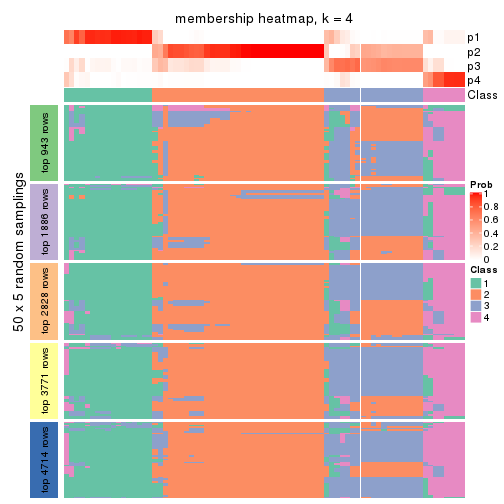 membership heatmap, k = 4
p1
p2
p3
p4
Class
50 x 5 random samplings
top 943 rows
top 1886 rows
top 2828 rows
top 3771 rows
top 4714 rows
Prob
1
0.8
0.6
0.4
0.2
0
Class
1
2
3
4